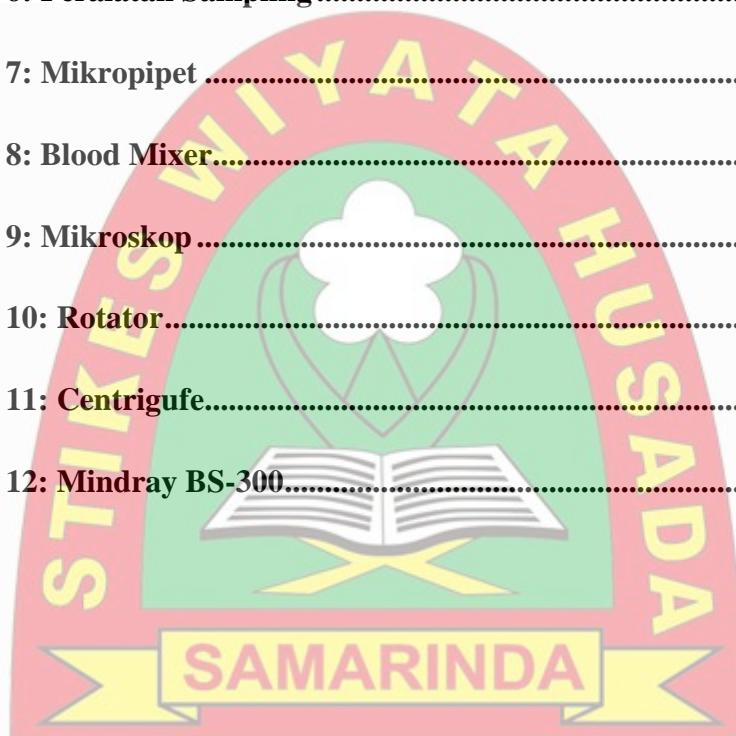 7: Mikropipet ........................................................................
8: Blood Mixer........................................................................
9: Mikroskop ........................................................................
10: Rotator........................................................................
11: Centrigufe........................................................................
12: Mindray BS-300........................................................................
STIKES WIYATA HUSADA
SAMARINDA